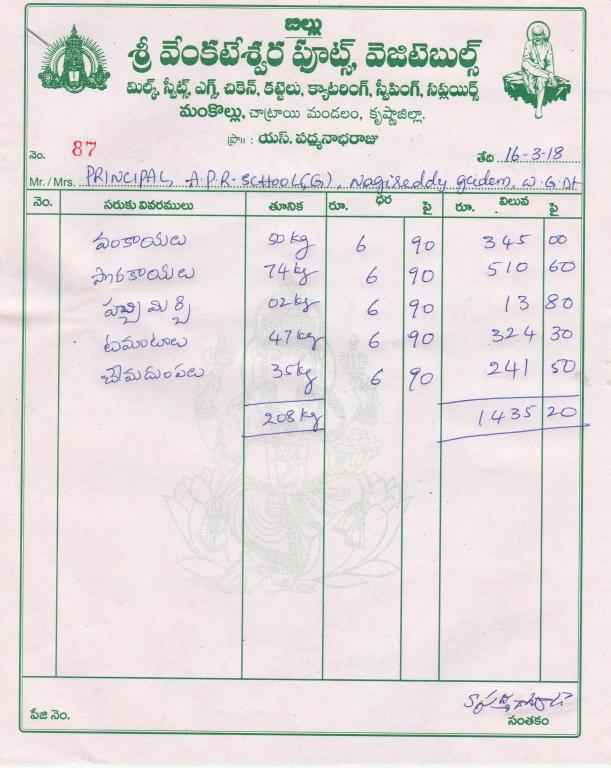 బిల్లు
శ్రీ వేంకటేశ్వర ఫ్రూట్స్, వెజిటెబుల్స్
మిల్క్, స్వీట్స్, ఎగ్స్, చికెన్, కట్టెలు, క్యాటరింగ్, స్వీపింగ్, సప్లయిర్స్
మంకొల్లు, చాట్రాయి మండలం, కృష్ణాజిల్లా.
ప్రొ॥ : యస్. పద్మనాభరాజు
నెం. 87 తేది 16-3-18
Mr. / Mrs. PRINCIPAL, A.P.R. SCHOOL(G), Nagireddy gudem, W.G.Dt
నెం. సరుకు వివరములు తూనిక రూ. ధర పై రూ. విలువ పై
వంకాయలు 50 kg 6 90 345 00
సొరకాయలు 74 kg 6 90 510 60
పచ్చిమిర్చి 02 kg 6 90 13 80
టమాటాలు 47 kg 6 90 324 30
చామదుంపలు 35 kg 6 90 241 50
208 kg 1435 20
పేజి నెం. సంతకం